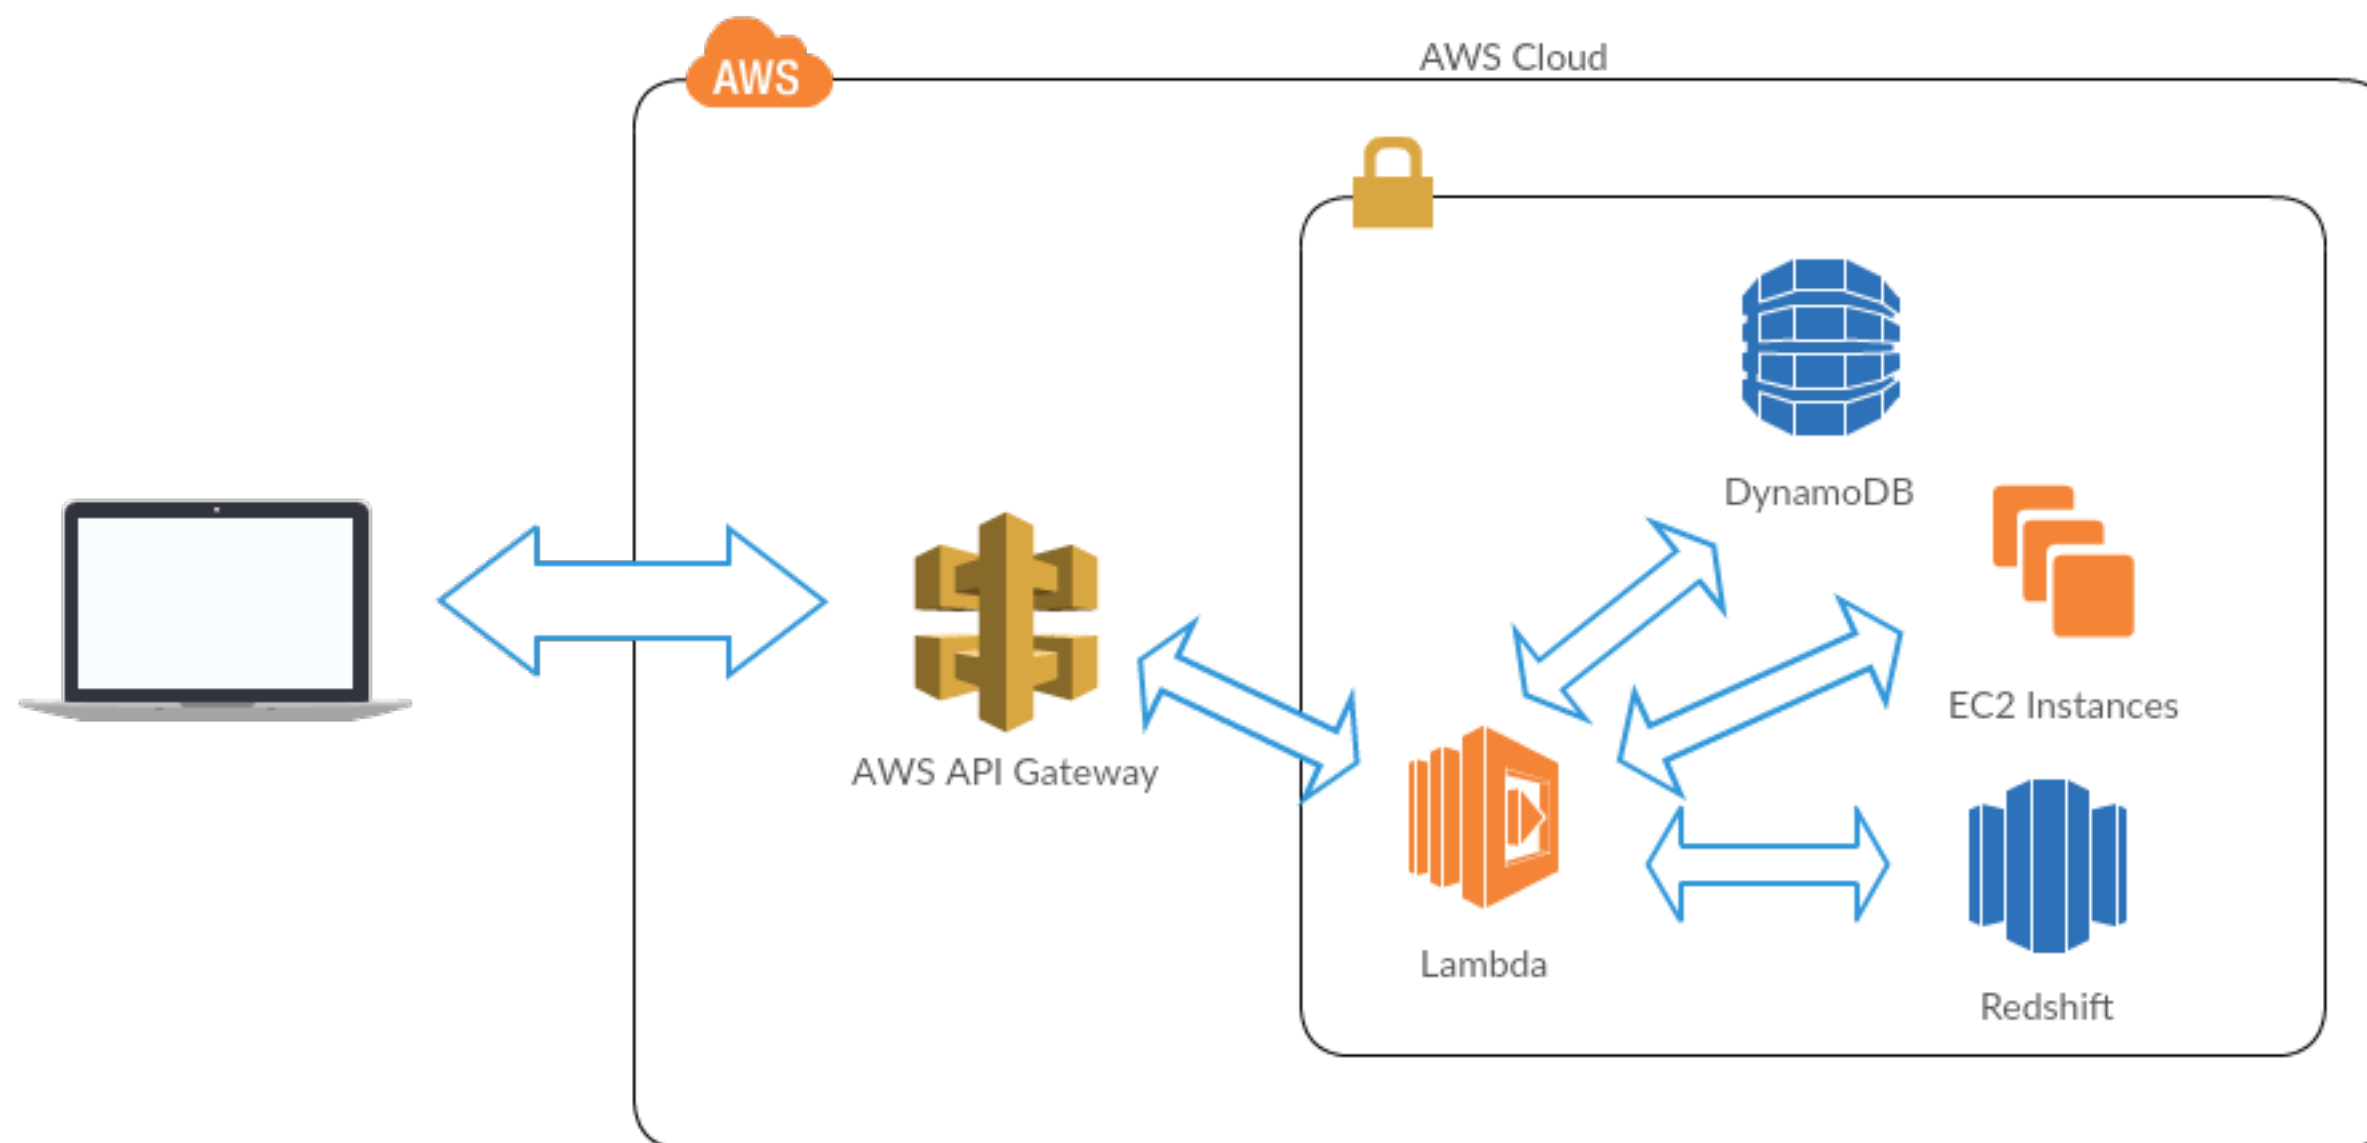 AWS
AWS Cloud
DynamoDB
EC2 Instances
AWS API Gateway
Lambda
Redshift